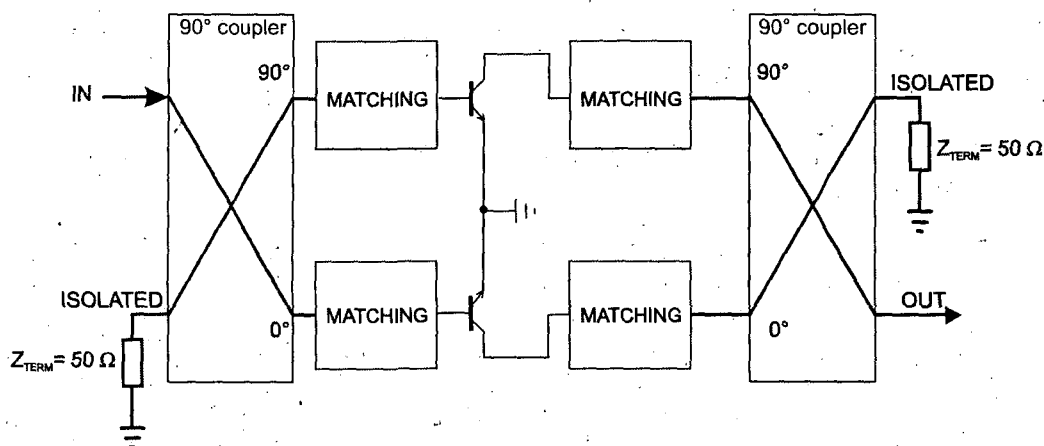 90° coupler
90° coupler
90°
90°
IN
MATCHING
MATCHING
ISOLATED
Z_TERM = 50 Ω
ISOLATED
MATCHING
MATCHING
OUT
0°
0°
Z_TERM = 50 Ω